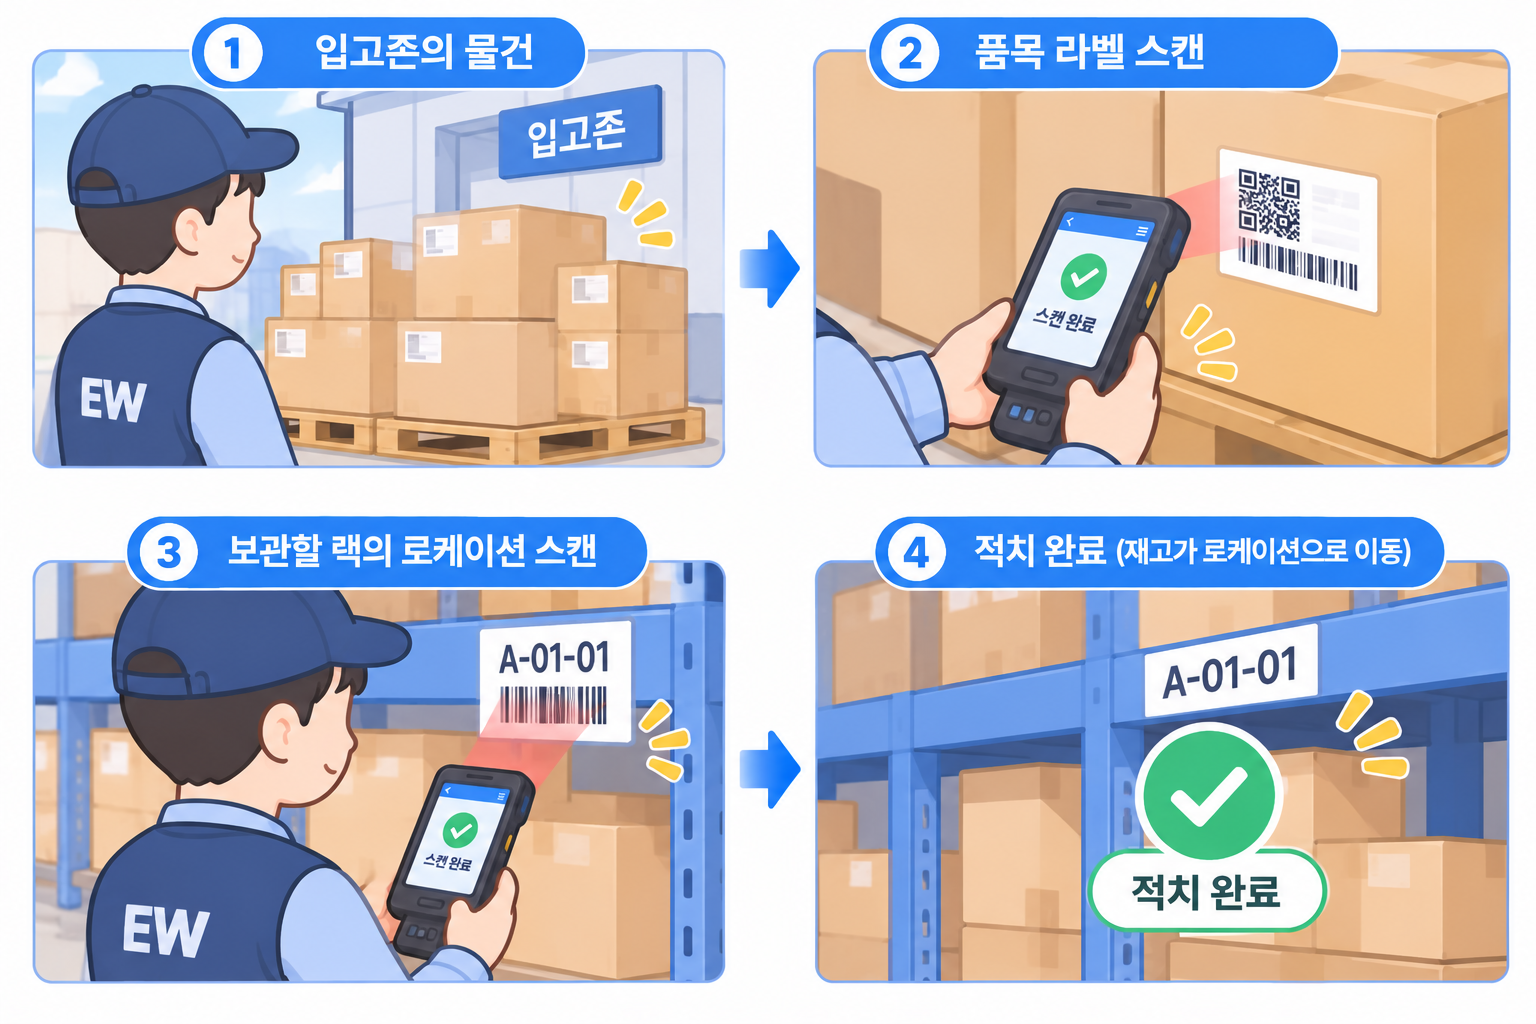 1 입고존의 물건
입고존
EW
2 품목 라벨 스캔
스캔 완료
3 보관할 랙의 로케이션 스캔
A-01-01
스캔 완료
EW
4 적치 완료 (재고가 로케이션으로 이동)
A-01-01
적치 완료